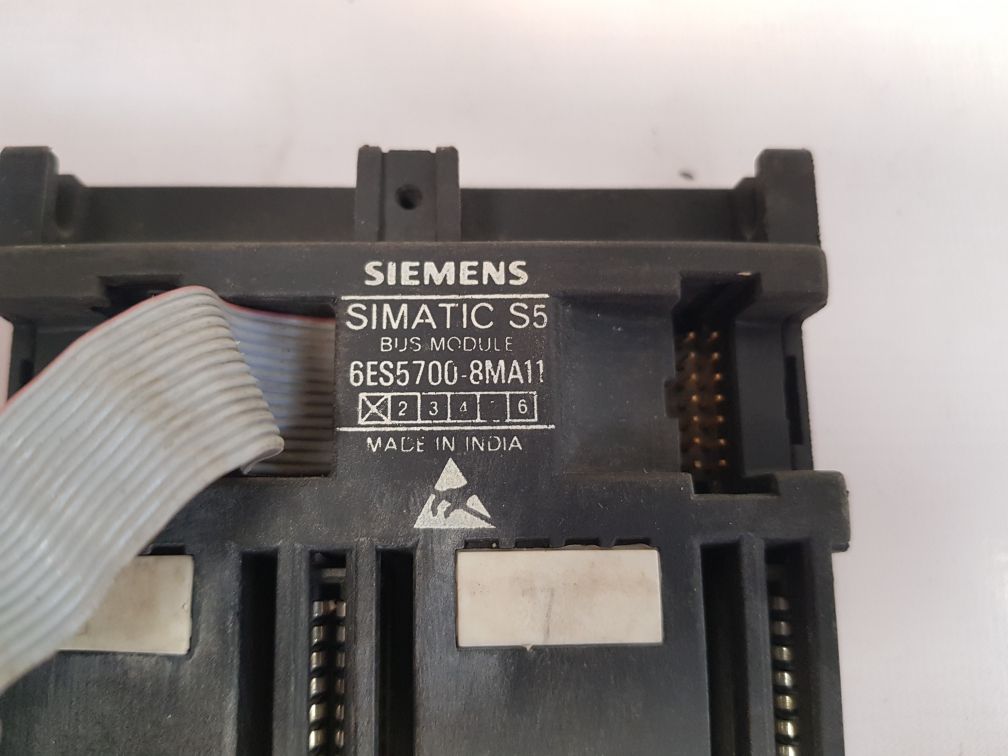 SIEMENS
SIMATIC S5
BUS MODULE
6ES5700-8MA11
2 3 4 6
MADE IN INDIA